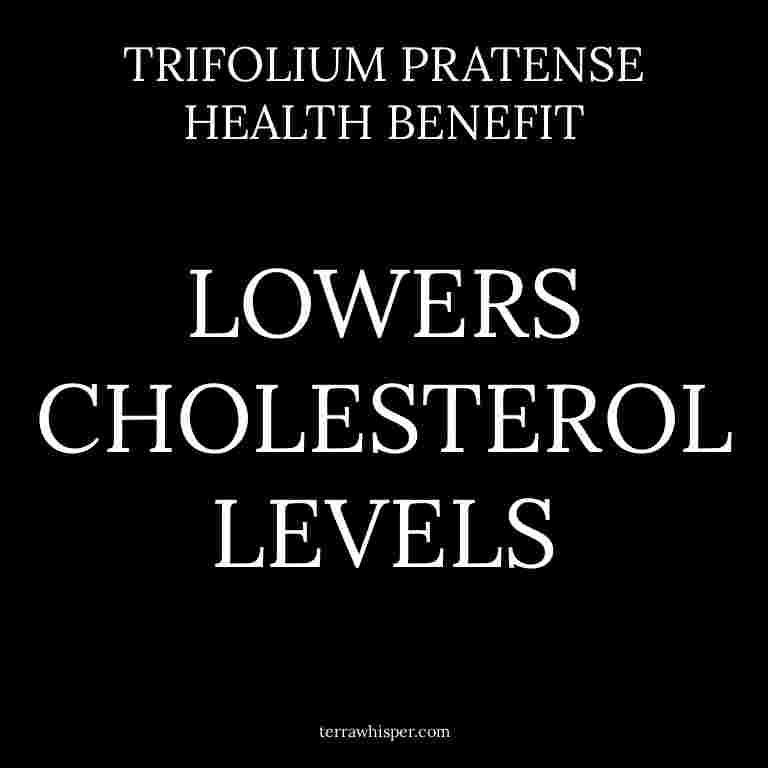 TRIFOLIUM PRATENSE
HEALTH BENEFIT
LOWERS
CHOLESTEROL
LEVELS
terrawhisper.com